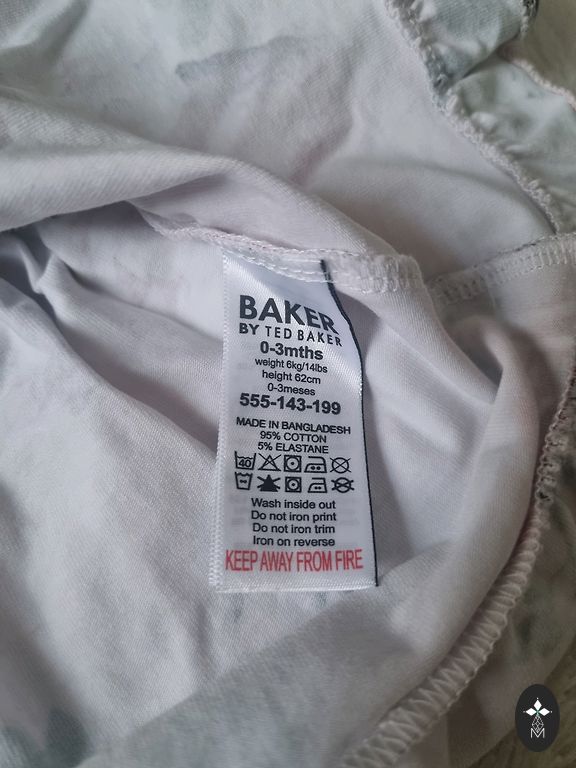 BAKER
BY TED BAKER
0-3mths
weight 6kg/14lbs
height 62cm
0-3meses
555-143-199
MADE IN BANGLADESH
95% COTTON
5% ELASTANE
40
Wash inside out
Do not iron print
Do not iron trim
Iron on reverse
KEEP AWAY FROM FIRE
M